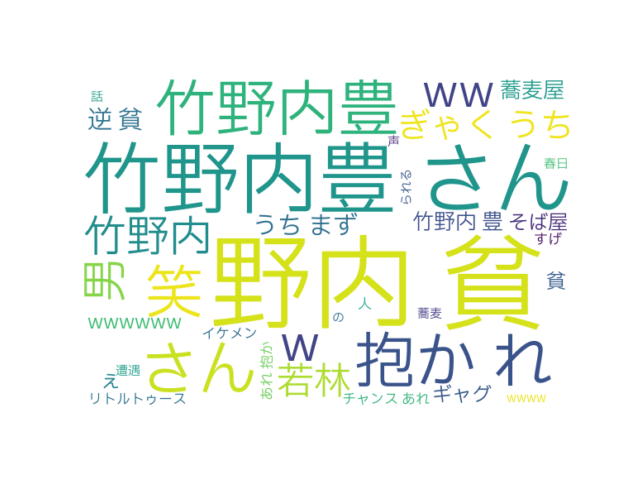 話
竹野内豊
ww
蕎麦屋
逆 貧
ぎゃく うち
声
竹野内豊 さん
春日
られる
竹野内
うち まず
竹野内 豊
そば屋
すげ
男
笑
野内 貧
貧
人
の
蕎麦
wwwwww
イケメン
w
抱か れ
さん
え
遭遇
若林
あれ 抱か
リトルトゥース
チャンス あれ
ギャグ
wwww